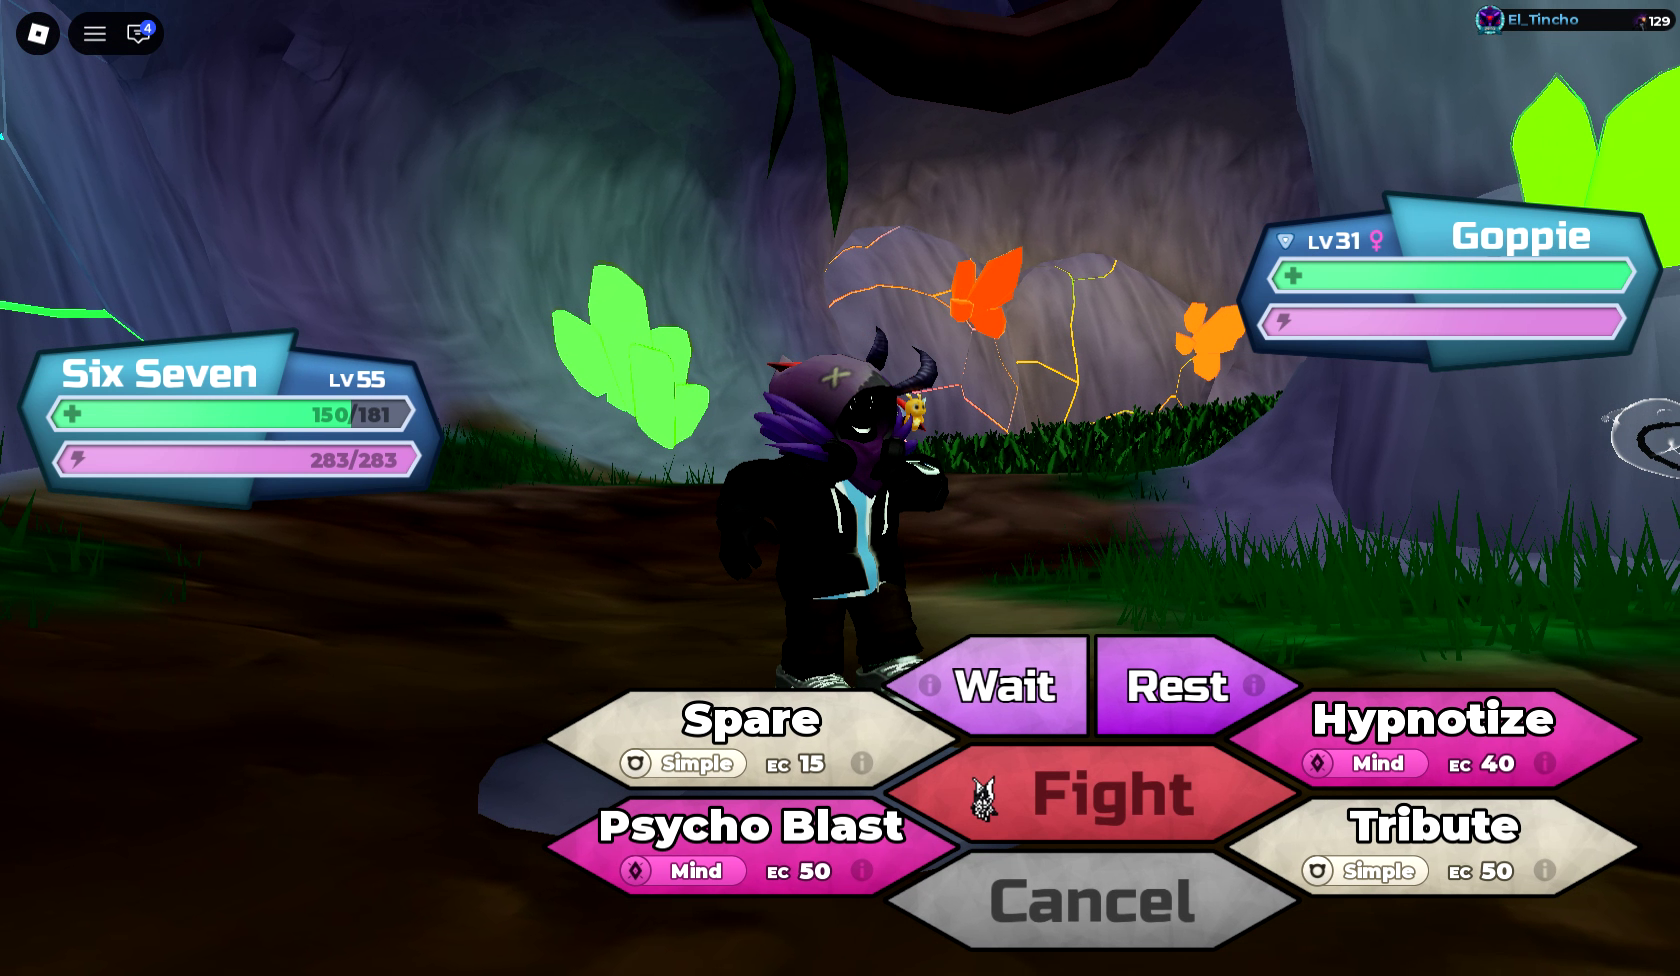 4
El_Tincho
129
LV31
Goppie
Six Seven
LV55
150/181
283/283
Wait
Rest
Spare
Simple EC 15
Hypnotize
Mind EC 40
Fight
Psycho Blast
Mind EC 50
Tribute
Simple EC 50
Cancel